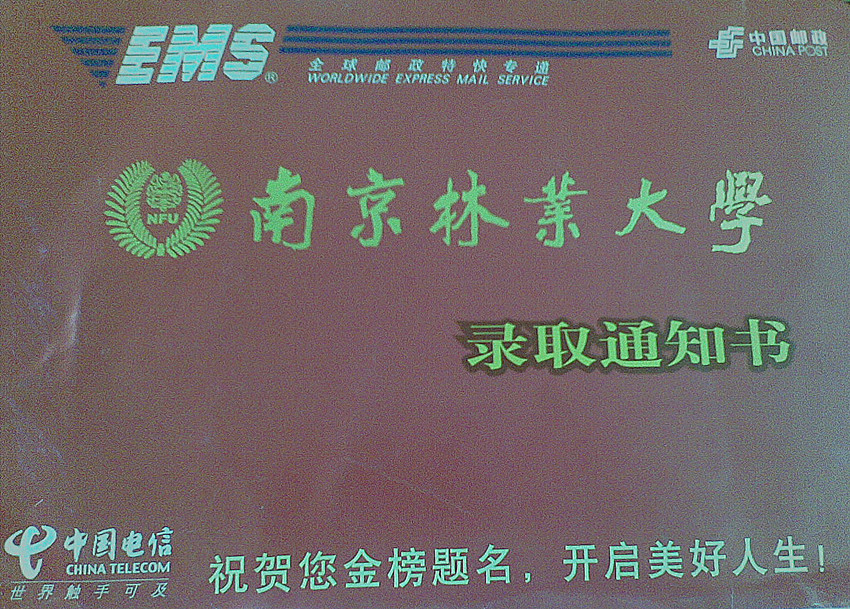 EMS®
全球邮政特快专递
WORLDWIDE EXPRESS MAIL SERVICE
中国邮政
CHINA POST
NFU
南京林業大學
录取通知书
中国电信
CHINA TELECOM
世界触手可及
祝贺您金榜题名，开启美好人生！